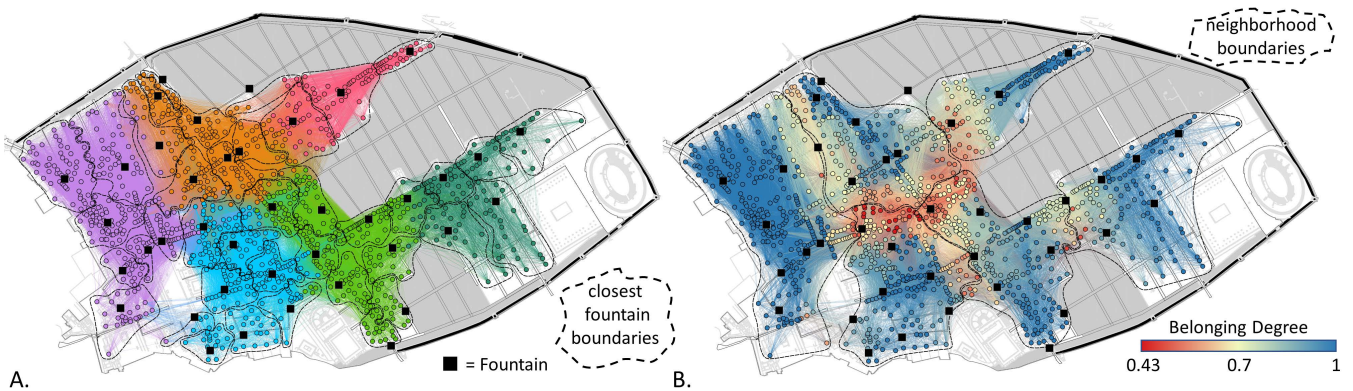 neighborhood
boundaries
closest
fountain
boundaries
Belonging Degree
A.
= Fountain
B.
0.43
0.7
1